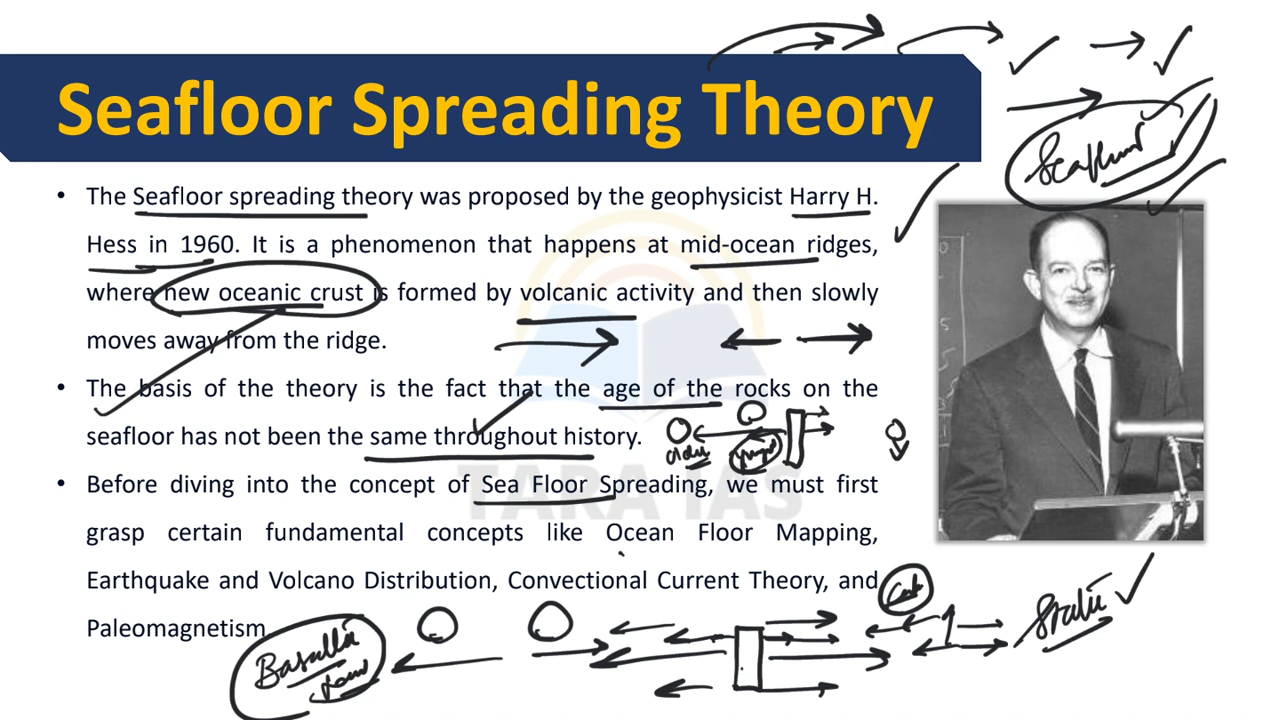 Seafloor Spreading Theory
Seafloor
• The Seafloor spreading theory was proposed by the geophysicist Harry H.
Hess in 1960. It is a phenomenon that happens at mid-ocean ridges,
where new oceanic crust is formed by volcanic activity and then slowly
moves away from the ridge.
• The basis of the theory is the fact that the age of the rocks on the
seafloor has not been the same throughout history.
older younger
TARA IAS
• Before diving into the concept of Sea Floor Spreading, we must first
grasp certain fundamental concepts like Ocean Floor Mapping,
Earthquake and Volcano Distribution, Convectional Current Theory, and
Paleomagnetism.
Static
Basaltic